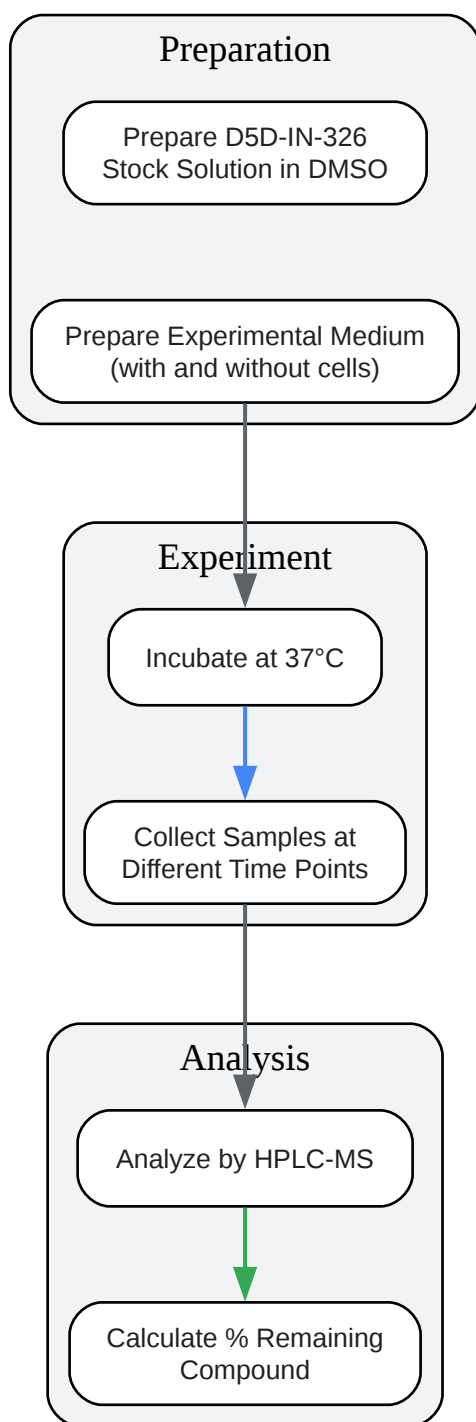 Preparation
Prepare D5D-IN-326
Stock Solution in DMSO
Prepare Experimental Medium
(with and without cells)
Experiment
Incubate at 37°C
Collect Samples at
Different Time Points
Analysis
Analyze by HPLC-MS
Calculate % Remaining
Compound